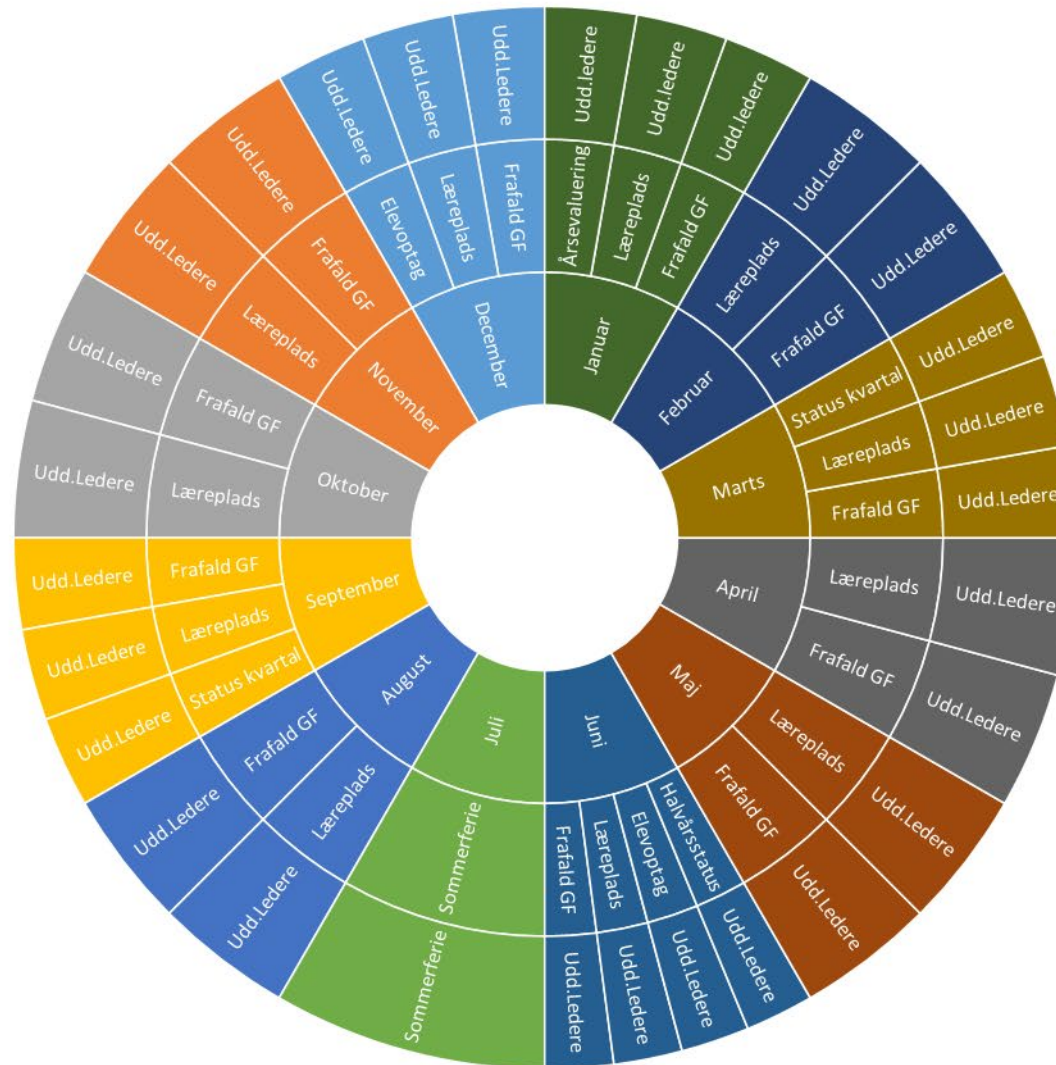 Januar
Årsevaluering
Udd.ledere
Læreplads
Udd.ledere
Frafald GF
Udd.ledere
Februar
Læreplads
Udd.Ledere
Frafald GF
Udd.Ledere
Marts
Status kvartal
Udd.Ledere
Læreplads
Udd.Ledere
Frafald GF
Udd.Ledere
April
Læreplads
Udd.Ledere
Frafald GF
Udd.Ledere
Maj
Læreplads
Udd.Ledere
Frafald GF
Udd.Ledere
Juni
Halvårsstatus
Udd.Ledere
Elevoptag
Udd.Ledere
Læreplads
Udd.Ledere
Frafald GF
Udd.Ledere
Juli
Sommerferie
Sommerferie
August
Læreplads
Udd.Ledere
Frafald GF
Udd.Ledere
September
Status kvartal
Udd.Ledere
Læreplads
Udd.Ledere
Frafald GF
Udd.Ledere
Oktober
Læreplads
Udd.Ledere
Frafald GF
Udd.Ledere
November
Læreplads
Udd.Ledere
Frafald GF
Udd.Ledere
December
Elevoptag
Udd.Ledere
Læreplads
Udd.Ledere
Frafald GF
Udd.Ledere